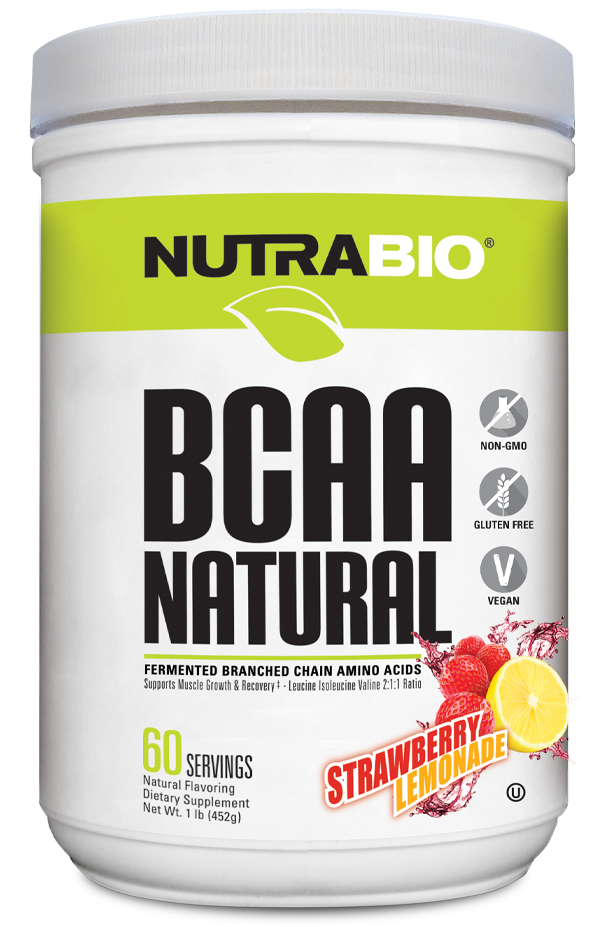 NUTRABIO®
BCAA
NATURAL
NON-GMO
GLUTEN FREE
VEGAN
FERMENTED BRANCHED CHAIN AMINO ACIDS
Supports Muscle Growth & Recovery‡ - Leucine Isoleucine Valine 2:1:1 Ratio
60 SERVINGS
Natural Flavoring
Dietary Supplement
Net Wt. 1 lb (452g)
STRAWBERRY
LEMONADE
U